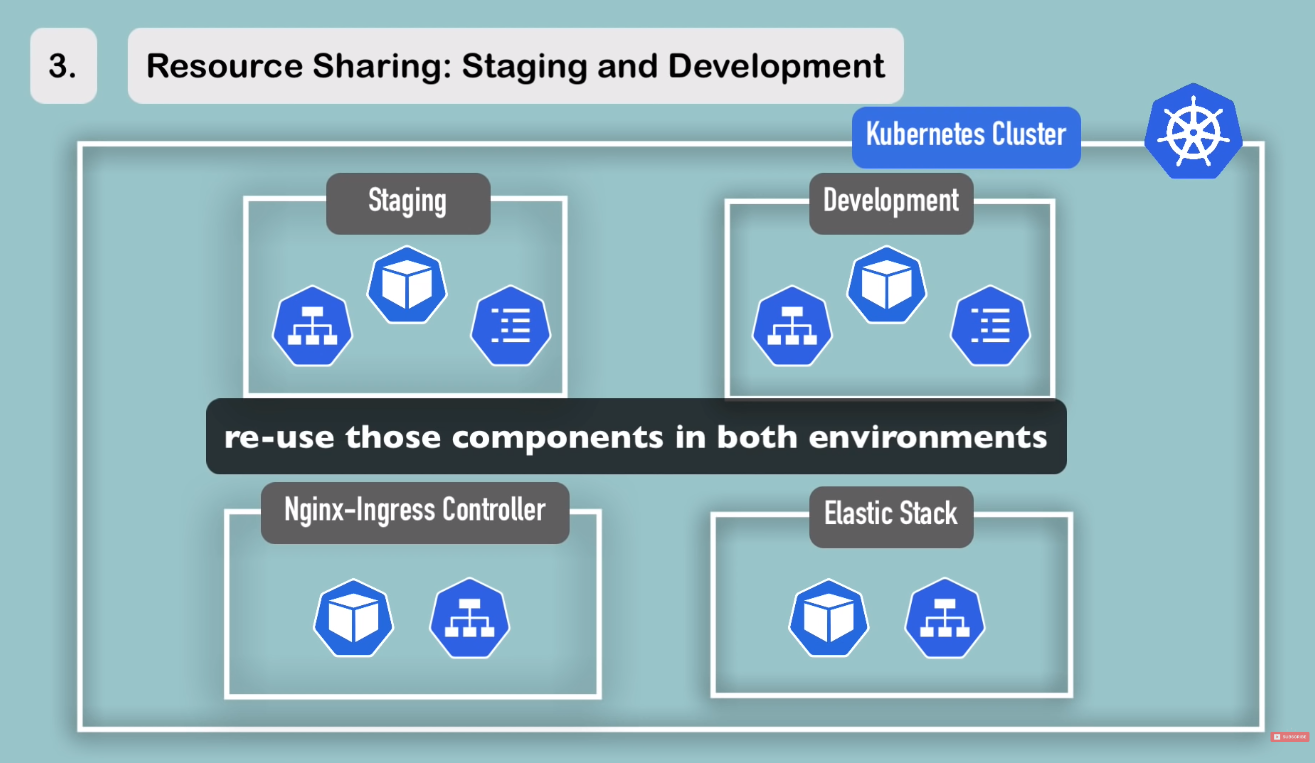 3.
Resource Sharing: Staging and Development
Kubernetes Cluster
Staging
Development
re-use those components in both environments
Nginx-Ingress Controller
Elastic Stack
SUBSCRIBE